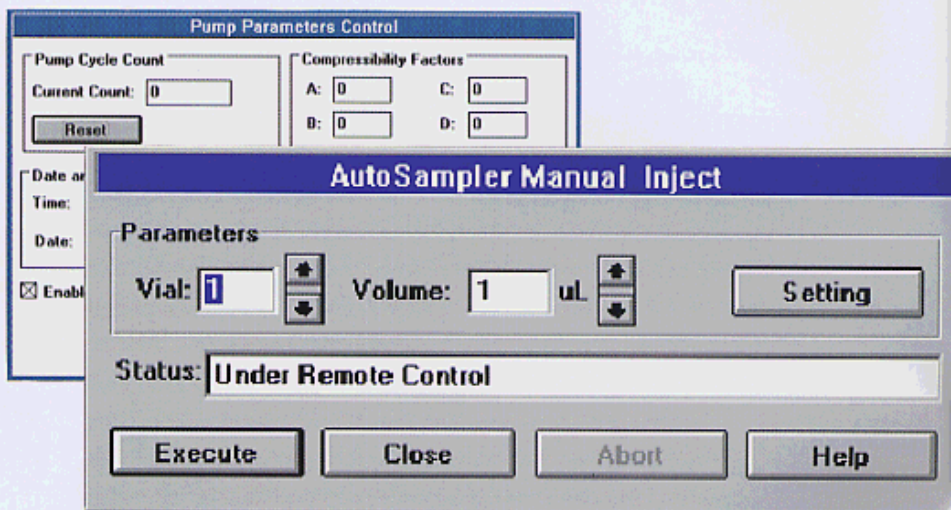 Pump Parameters Control
Pump Cycle Count
Current Count: 0
Reset
Compressibility Factors
A: 0 C: 0
B: 0 D: 0
Date
Time:
Date:
AutoSampler Manual Inject
Parameters
Vial: 1 Volume: 1 uL Setting
Status: Under Remote Control
Execute Close Abort Help